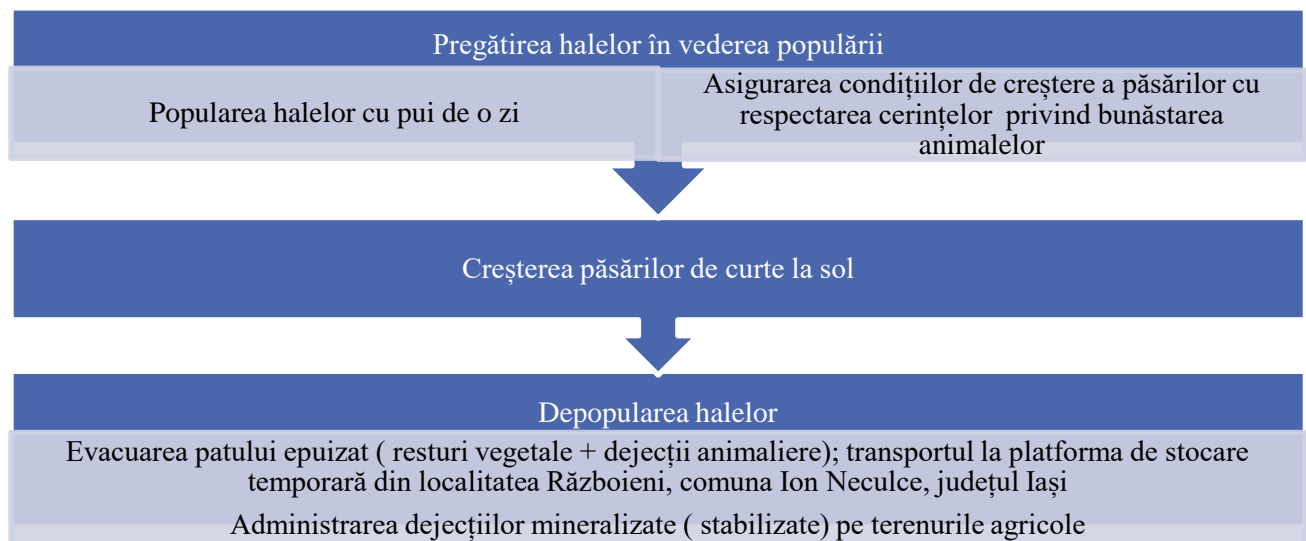 Pregătirea halelor în vederea populării
Popularea halelor cu pui de o zi
Asigurarea condițiilor de creștere a păsărilor cu
respectarea cerințelor privind bunăstarea
animalelor
Creșterea păsărilor de curte la sol
Depopularea halelor
Evacuarea patului epuizat ( resturi vegetale + dejecții animaliere); transportul la platforma de stocare
temporară din localitatea Războieni, comuna Ion Neculce, județul Iași
Administrarea dejecțiilor mineralizate ( stabilizate) pe terenurile agricole